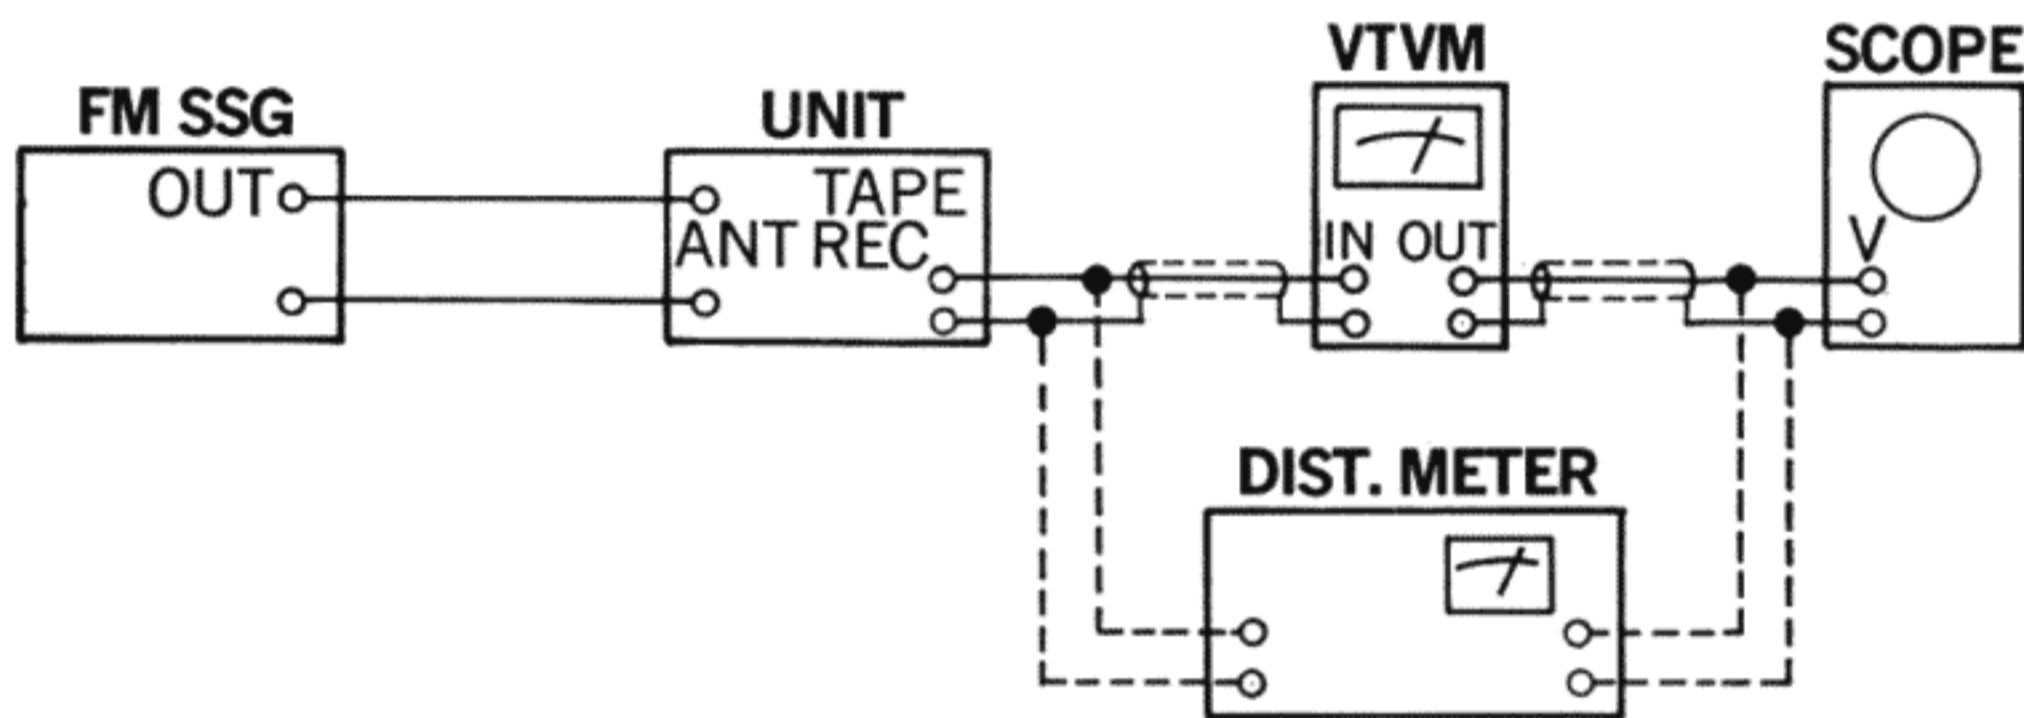 FM SSG
OUT
UNIT
TAPE
ANT REC
VTVM
IN OUT
SCOPE
V
DIST. METER